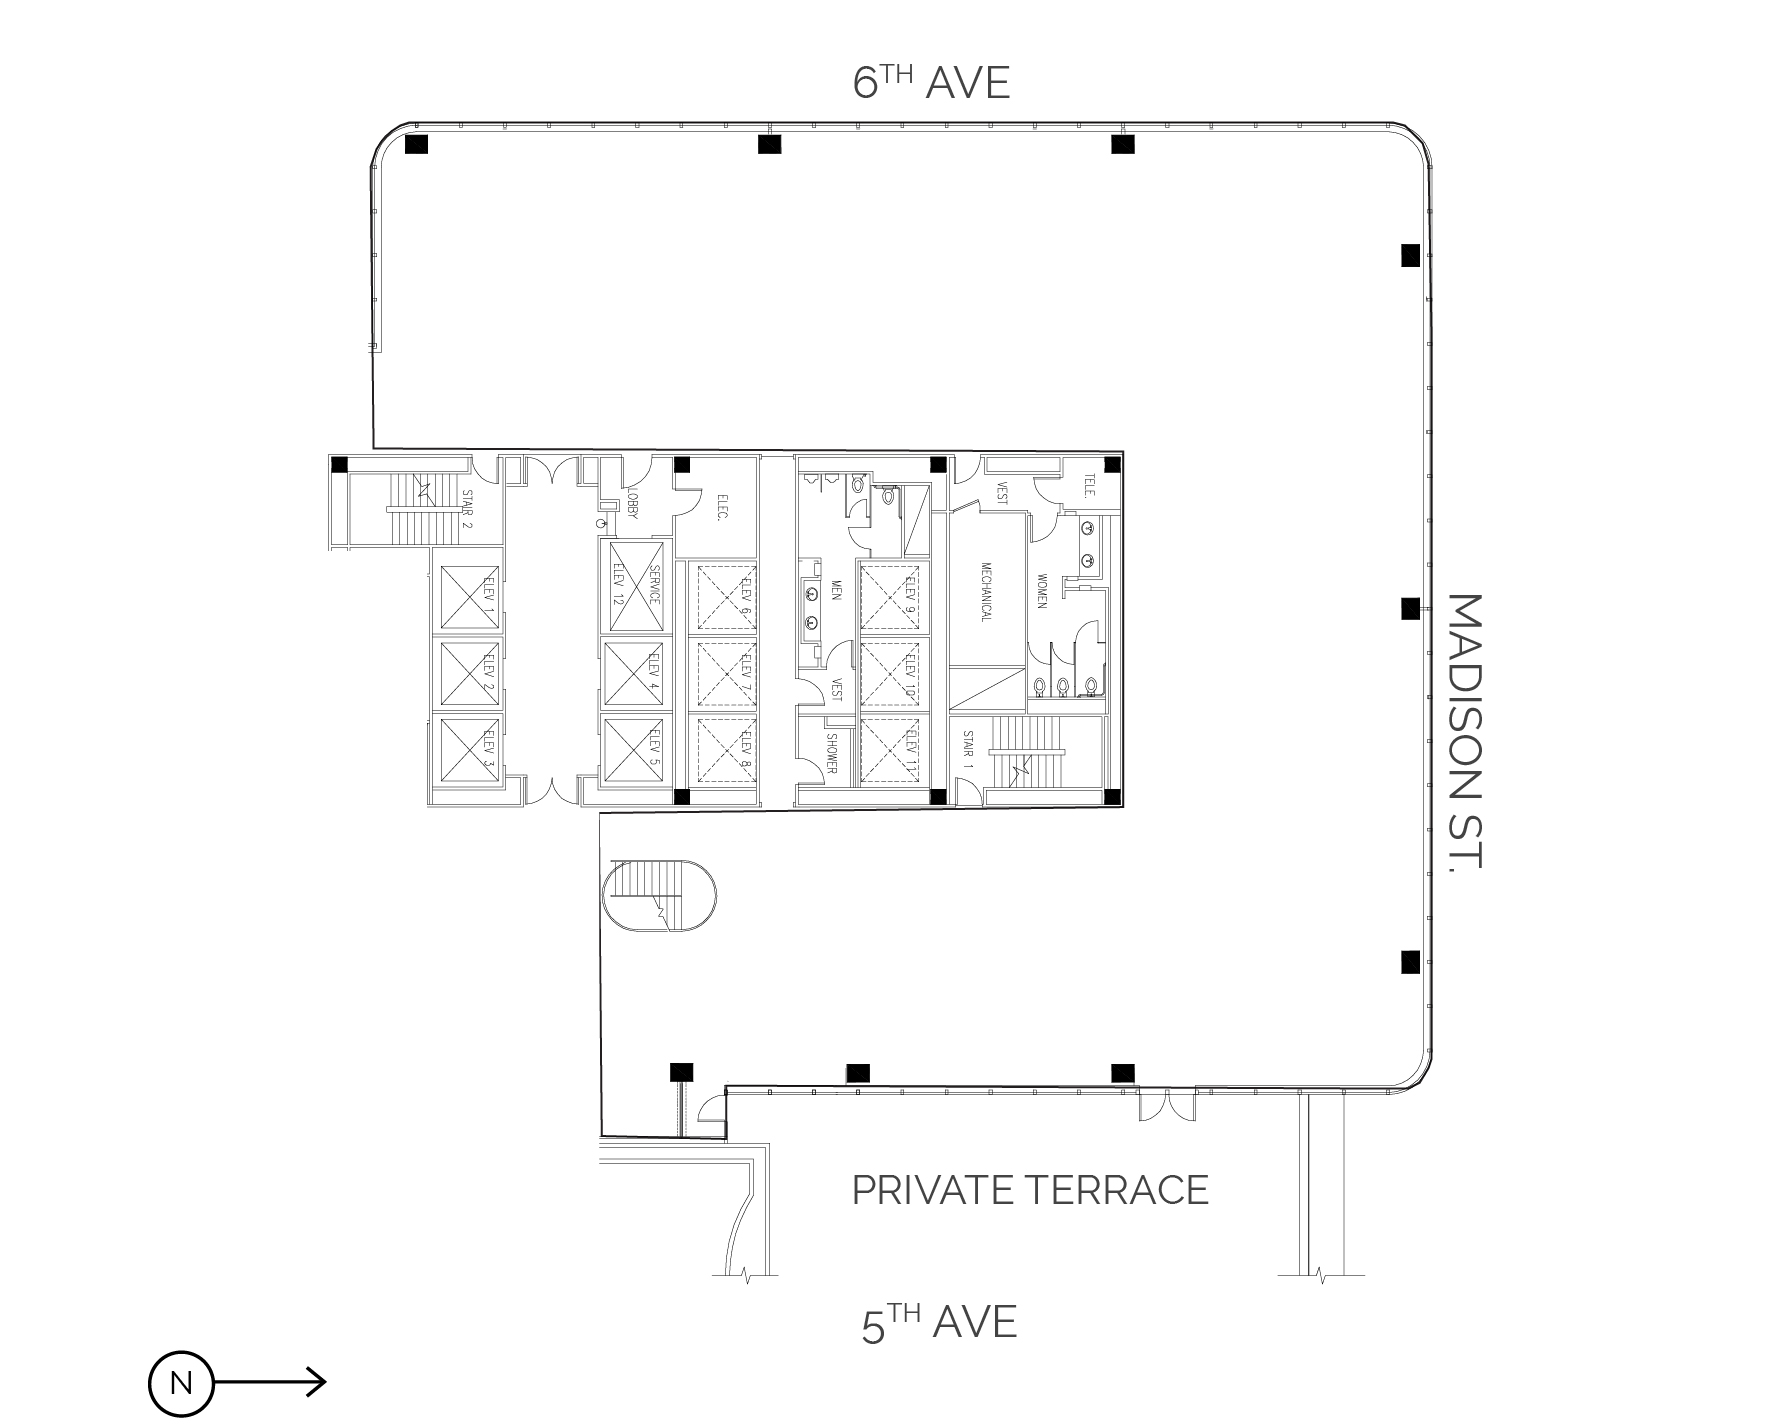 6TH AVE
STAIR 2
LOBBY
ELEC.
VEST
TELE.
ELEV 1
ELEV 12
SERVICE
ELEV 6
MEN
ELEV 9
MECHANICAL
WOMEN
MADISON ST.
ELEV 2
ELEV 4
ELEV 7
VEST
ELEV 10
ELEV 3
ELEV 5
ELEV 8
SHOWER
ELEV 11
STAIR 1
PRIVATE TERRACE
5TH AVE
N